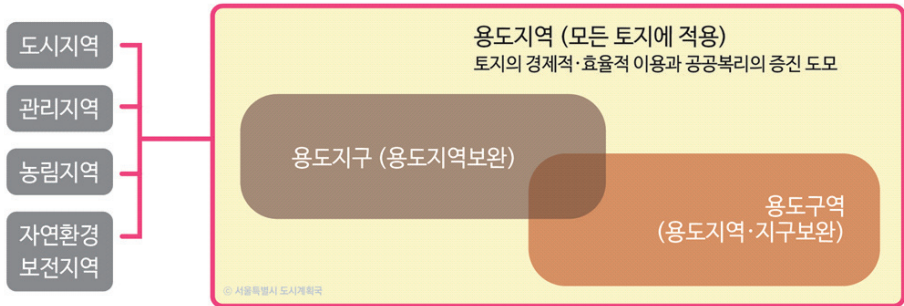 도시지역
관리지역
농림지역
자연환경
보전지역
용도지역 (모든 토지에 적용)
토지의 경제적·효율적 이용과 공공복리의 증진 도모
용도지구 (용도지역보완)
용도구역
(용도지역·지구보완)
ⓒ 서울특별시 도시계획국